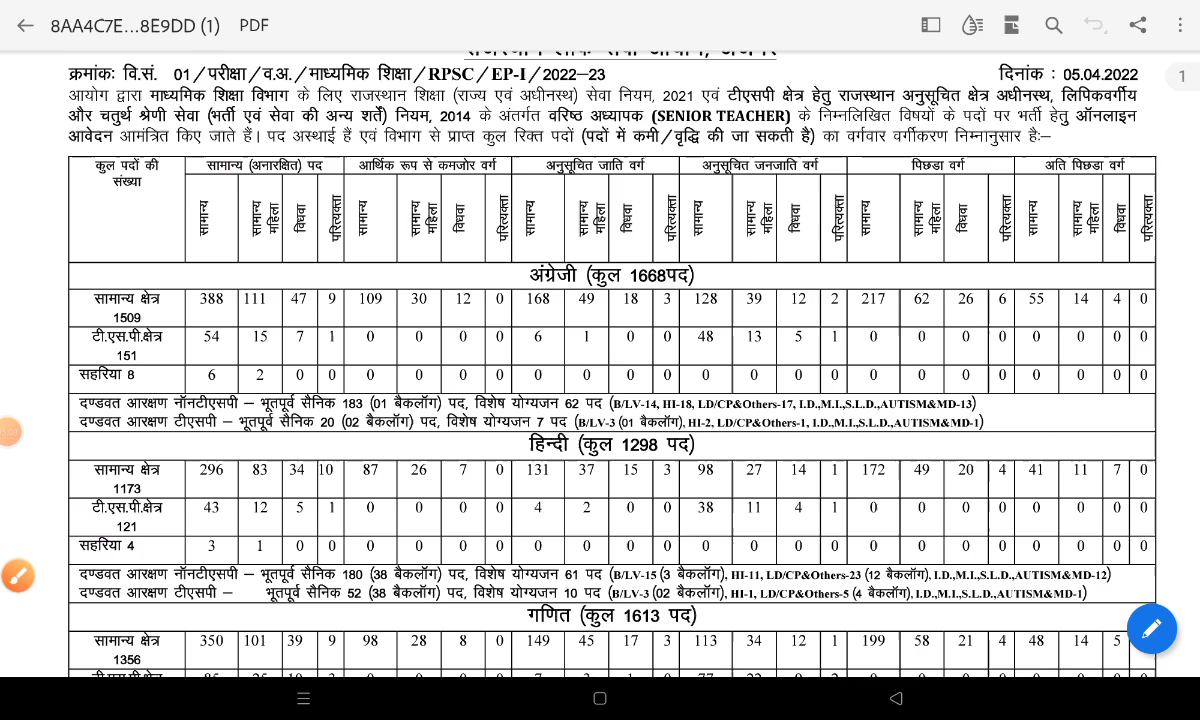 8AA4C7E...8E9DD (1) PDF
1
क्रमांकः वि.सं. 01/परीक्षा/व.अ./माध्यमिक शिक्षा/RPSC/EP-I/2022-23 दिनांक : 05.04.2022
आयोग द्वारा माध्यमिक शिक्षा विभाग के लिए राजस्थान शिक्षा (राज्य एवं अधीनस्थ) सेवा नियम, 2021 एवं टीएसपी क्षेत्र हेतु राजस्थान अनुसूचित क्षेत्र अधीनस्थ, लिपिकवर्गीय
और चतुर्थ श्रेणी सेवा (भर्ती एवं सेवा की अन्य शर्तें) नियम, 2014 के अंतर्गत वरिष्ठ अध्यापक (SENIOR TEACHER) के निम्नलिखित विषयों के पदों पर भर्ती हेतु ऑनलाइन
आवेदन आमंत्रित किए जाते हैं। पद अस्थाई हैं एवं विभाग से प्राप्त कुल रिक्त पदों (पदों में कमी/वृद्धि की जा सकती है) का वर्गवार वर्गीकरण निम्नानुसार हैः–
कुल पदों की संख्या सामान्य (अनारक्षित) पद आर्थिक रूप से कमजोर वर्ग अनुसूचित जाति वर्ग अनुसूचित जनजाति वर्ग पिछडा वर्ग अति पिछडा वर्ग
सामान्य सामान्य महिला विधवा परित्यक्ता सामान्य सामान्य महिला विधवा परित्यक्ता सामान्य सामान्य महिला विधवा परित्यक्ता सामान्य सामान्य महिला विधवा परित्यक्ता सामान्य सामान्य महिला विधवा परित्यक्ता सामान्य सामान्य महिला विधवा परित्यक्ता
अंग्रेजी (कुल 1668पद)
सामान्य क्षेत्र 1509 388 111 47 9 109 30 12 0 168 49 18 3 128 39 12 2 217 62 26 6 55 14 4 0
टी.एस.पी.क्षेत्र 151 54 15 7 1 0 0 0 0 6 1 0 0 48 13 5 1 0 0 0 0 0 0 0 0
सहरिया 8 6 2 0 0 0 0 0 0 0 0 0 0 0 0 0 0 0 0 0 0 0 0 0 0
दण्डवत आरक्षण नॉनटीएसपी – भूतपूर्व सैनिक 183 (01 बैकलॉग) पद, विशेष योग्यजन 62 पद (B/LV-14, HI-18, LD/CP&Others-17, I.D.,M.I.,S.L.D.,AUTISM&MD-13)
दण्डवत आरक्षण टीएसपी – भूतपूर्व सैनिक 20 (02 बैकलॉग) पद, विशेष योग्यजन 7 पद (B/LV-3 (01 बैकलॉग), HI-2, LD/CP&Others-1, I.D.,M.I.,S.L.D.,AUTISM&MD-1)
हिन्दी (कुल 1298 पद)
सामान्य क्षेत्र 1173 296 83 34 10 87 26 7 0 131 37 15 3 98 27 14 1 172 49 20 4 41 11 7 0
टी.एस.पी.क्षेत्र 121 43 12 5 1 0 0 0 0 4 2 0 0 38 11 4 1 0 0 0 0 0 0 0 0
सहरिया 4 3 1 0 0 0 0 0 0 0 0 0 0 0 0 0 0 0 0 0 0 0 0 0 0
दण्डवत आरक्षण नॉनटीएसपी – भूतपूर्व सैनिक 180 (38 बैकलॉग) पद, विशेष योग्यजन 61 पद (B/LV-15 (3 बैकलॉग), HI-11, LD/CP&Others-23 (12 बैकलॉग), I.D.,M.I.,S.L.D.,AUTISM&MD-12)
दण्डवत आरक्षण टीएसपी – भूतपूर्व सैनिक 52 (38 बैकलॉग) पद, विशेष योग्यजन 10 पद (B/LV-3 (02 बैकलॉग), HI-1, LD/CP&Others-5 (4 बैकलॉग), I.D.,M.I.,S.L.D.,AUTISM&MD-1)
गणित (कुल 1613 पद)
सामान्य क्षेत्र 1356 350 101 39 9 98 28 8 0 149 45 17 3 113 34 12 1 199 58 21 4 48 14 5